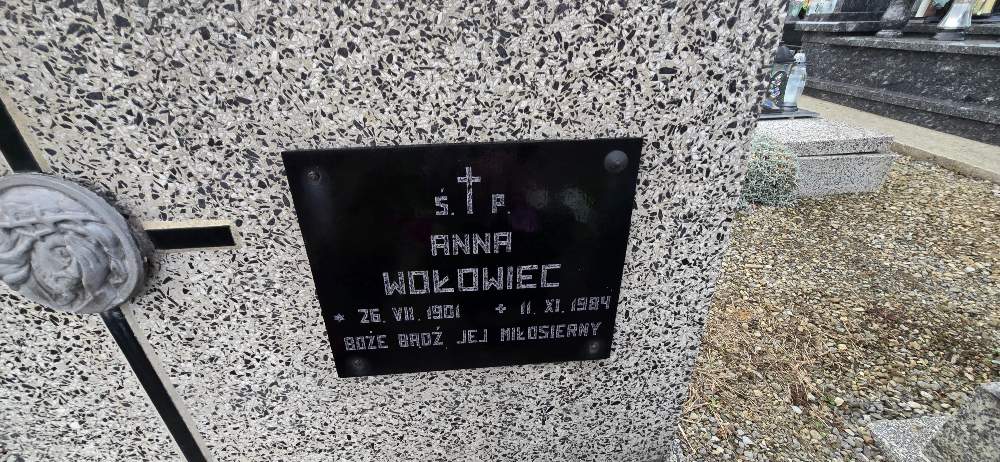 Ś. P.
ANNA
WOŁOWIEC
* 26. VII. 1901 + 11. XI. 1984
BOŻE BĄDŹ JEJ MIŁOSIERNY